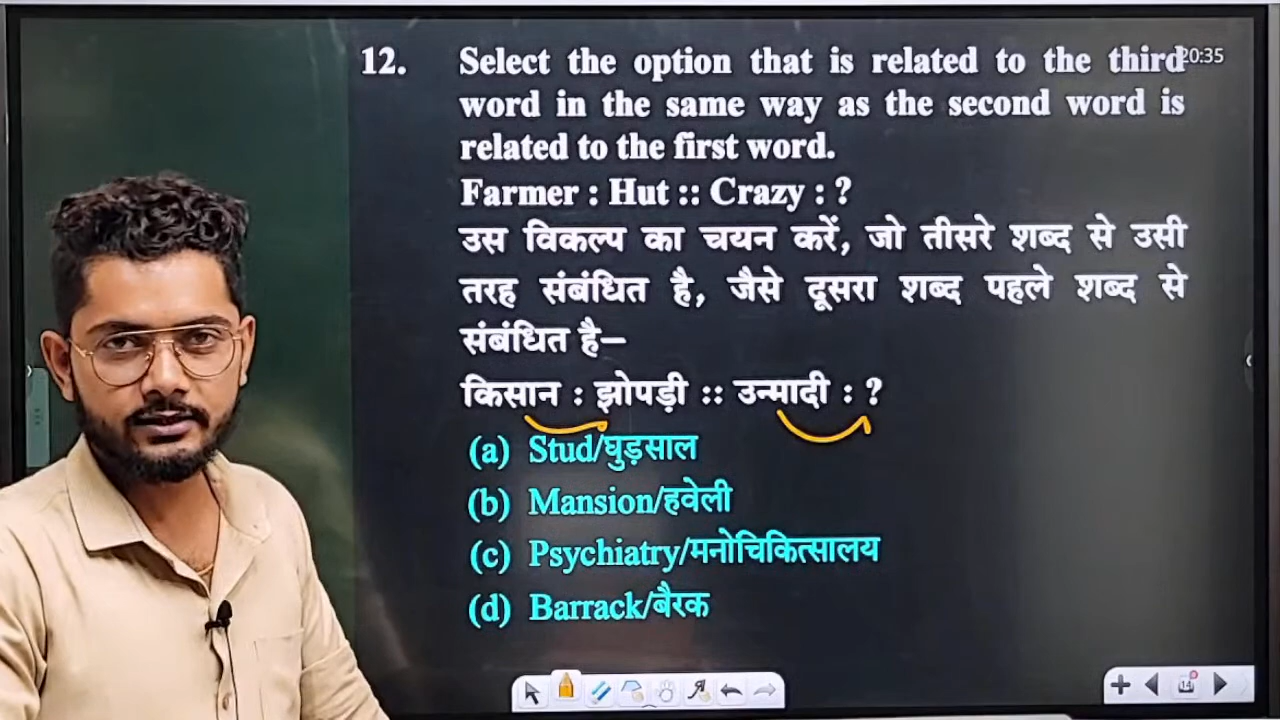 20:35
12. Select the option that is related to the third
word in the same way as the second word is
related to the first word.
Farmer : Hut :: Crazy : ?
उस विकल्प का चयन करें, जो तीसरे शब्द से उसी
तरह संबंधित है, जैसे दूसरा शब्द पहले शब्द से
संबंधित है–
किसान : झोपड़ी :: उन्मादी : ?
(a) Stud/घुड़साल
(b) Mansion/हवेली
(c) Psychiatry/मनोचिकित्सालय
(d) Barrack/बैरक
14